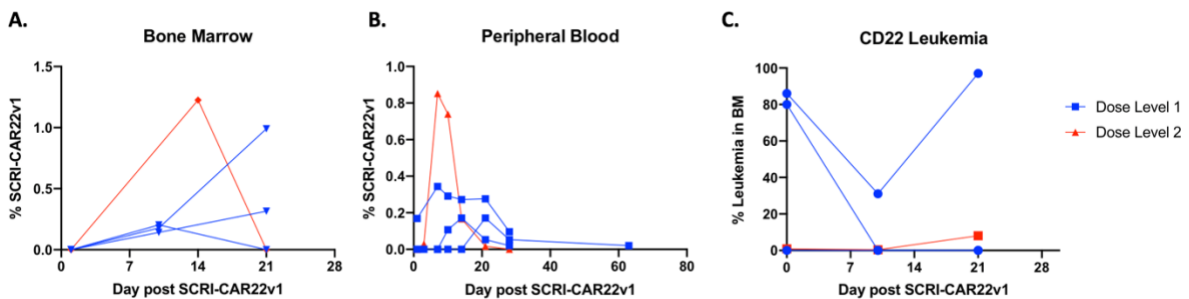 A.
Bone Marrow
% SCRI-CAR22v1
1.5
1.0
0.5
0.0
0
7
14
21
28
Day post SCRI-CAR22v1
B.
Peripheral Blood
% SCRI-CAR22v1
1.0
0.8
0.6
0.4
0.2
0.0
0
20
40
60
80
Day post SCRI-CAR22v1
C.
CD22 Leukemia
% Leukemia in BM
100
80
60
40
20
0
0
7
14
21
28
Day post SCRI-CAR22v1
Dose Level 1
Dose Level 2